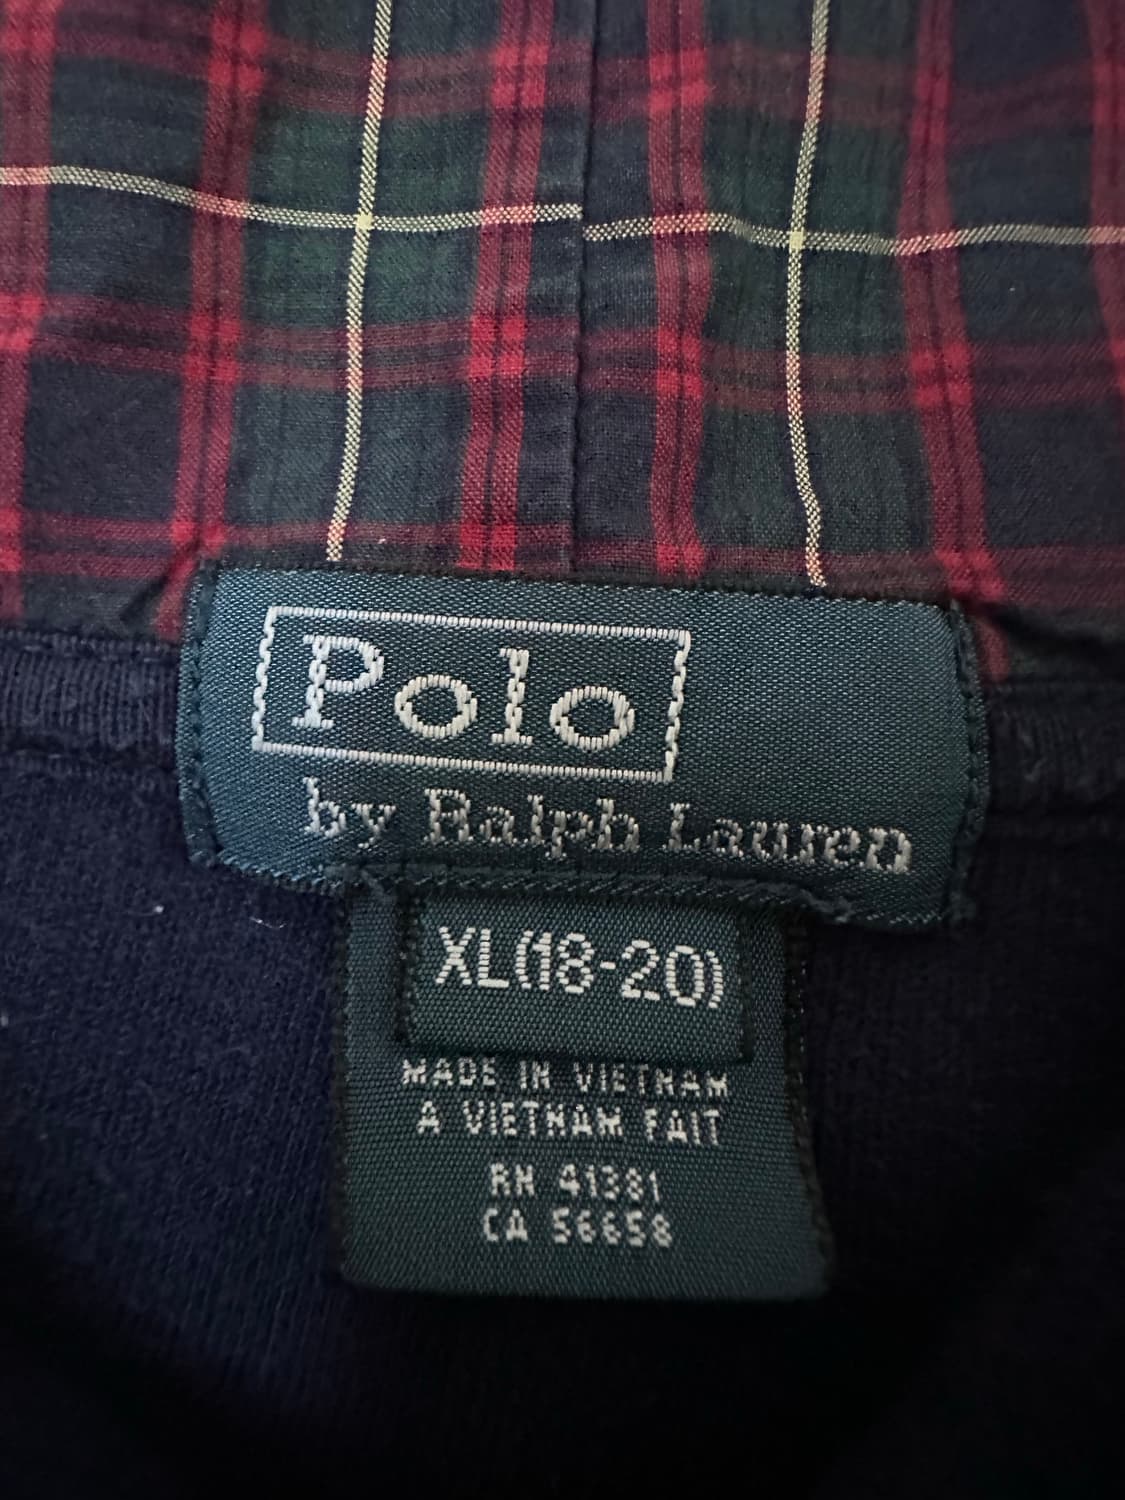 Polo
by Ralph Lauren
XL(18-20)
MADE IN VIETNAM
A VIETNAM FAIT
RN 41381
CA 56658